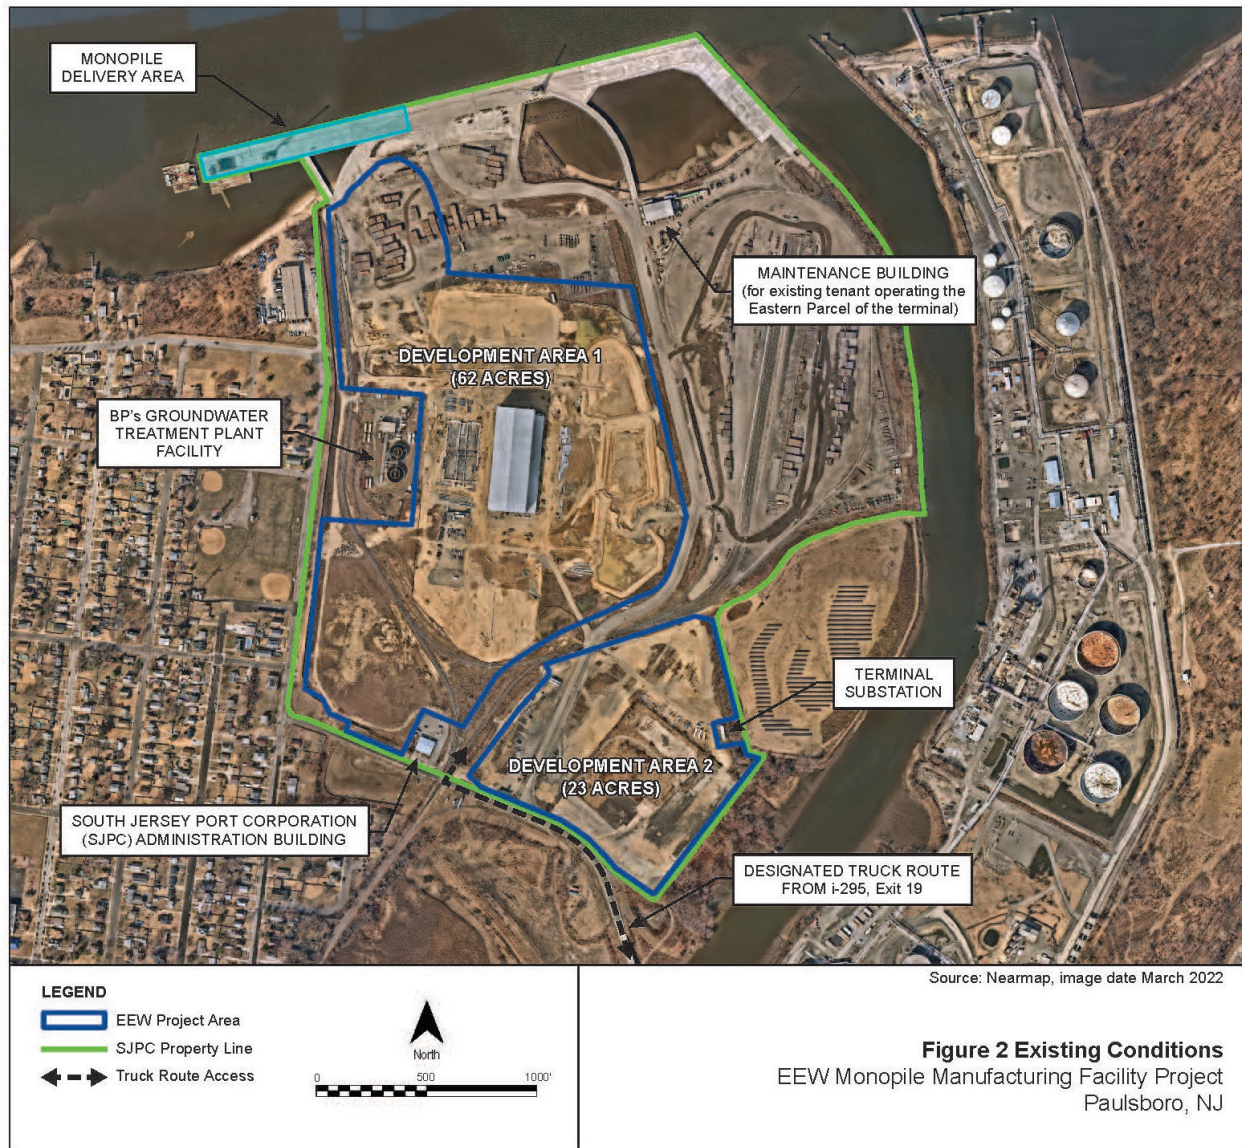 MONOPILE
DELIVERY AREA
MAINTENANCE BUILDING
(for existing tenant operating the
Eastern Parcel of the terminal)
DEVELOPMENT AREA 1
(62 ACRES)
BP's GROUNDWATER
TREATMENT PLANT
FACILITY
TERMINAL
SUBSTATION
DEVELOPMENT AREA 2
(23 ACRES)
SOUTH JERSEY PORT CORPORATION
(SJPC) ADMINISTRATION BUILDING
DESIGNATED TRUCK ROUTE
FROM i-295, Exit 19
Source: Nearmap, image date March 2022
LEGEND
EEW Project Area
SJPC Property Line
Truck Route Access
North
0 500 1000'
Figure 2 Existing Conditions
EEW Monopile Manufacturing Facility Project
Paulsboro, NJ